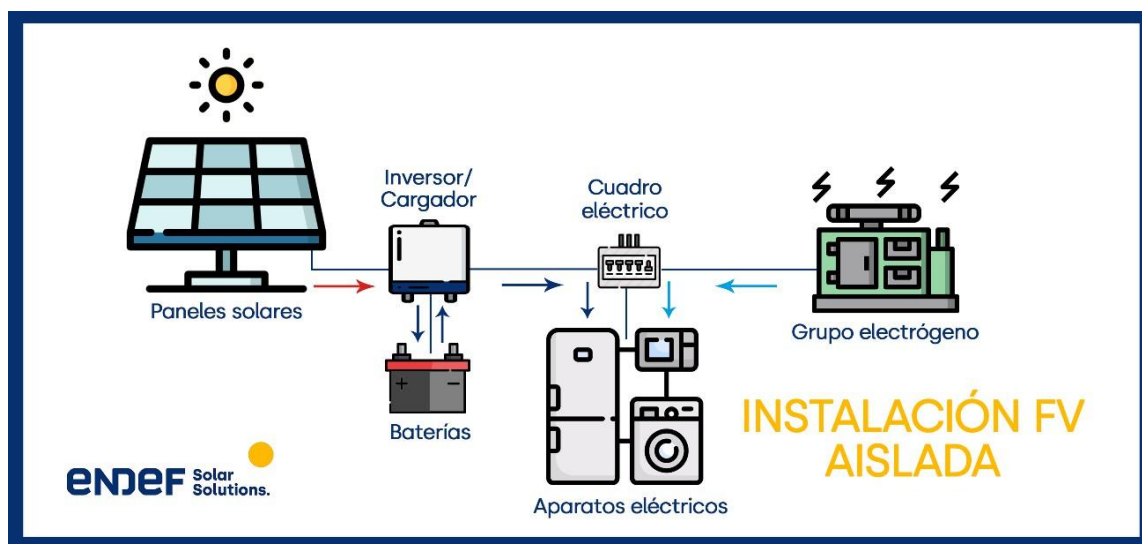 Inversor/
Cargador
Cuadro
eléctrico
Paneles solares
Grupo electrógeno
+ −
Baterías
INSTALACIÓN FV
AISLADA
Aparatos eléctricos
enDeF Solar
Solutions.